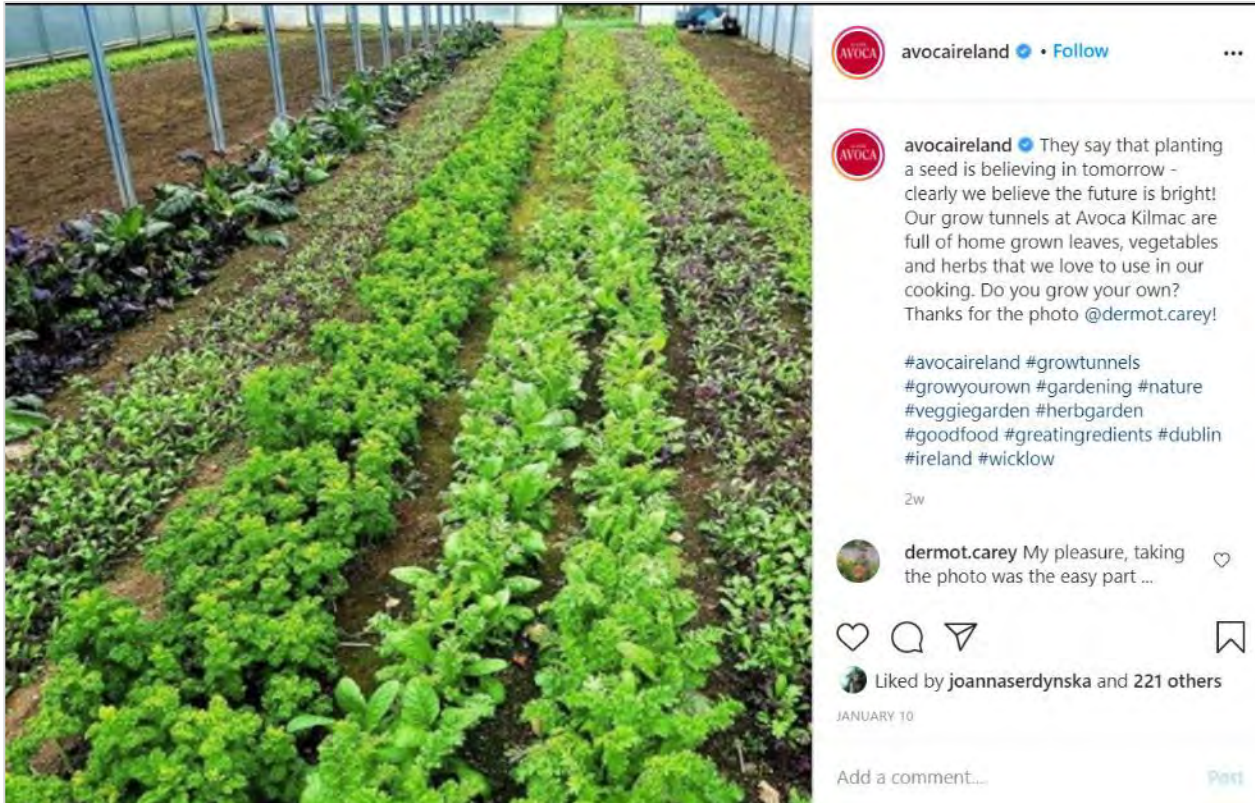 AVOCA
avocaireland • Follow
...
AVOCA
avocaireland They say that planting
a seed is believing in tomorrow -
clearly we believe the future is bright!
Our grow tunnels at Avoca Kilmac are
full of home grown leaves, vegetables
and herbs that we love to use in our
cooking. Do you grow your own?
Thanks for the photo @dermot.carey!
#avocaireland #growtunnels
#growyourown #gardening #nature
#veggiegarden #herbgarden
#goodfood #greatingredients #dublin
#ireland #wicklow
2w
dermot.carey My pleasure, taking
the photo was the easy part ...
Liked by joannaserdynska and 221 others
JANUARY 10
Add a comment... Post